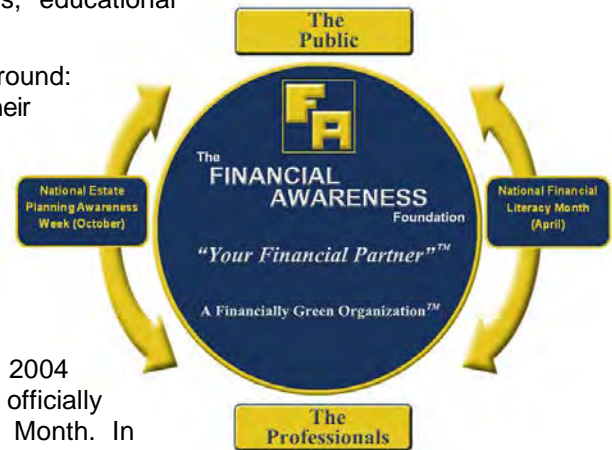 s, educational
The
Public
round:
heir
FA
The
FINANCIAL
AWARENESS
Foundation
National Estate
Planning Awareness
Week (October)
National Financial
Literacy Month
(April)
"Your Financial Partner"™
A Financially Green Organization™
2004
officially
Month. In
The
Professionals